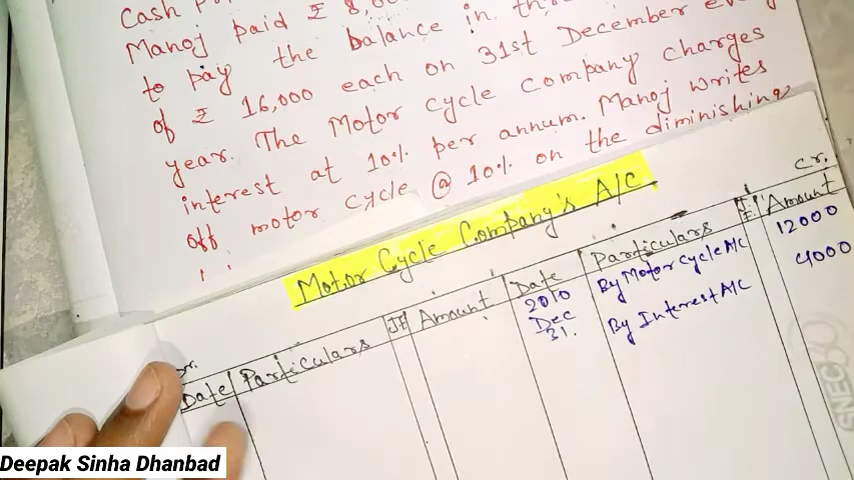 Cash
Manoj paid ₹ 8,0
to pay the balance in th
of ₹ 16,000 each on 31st December eve
year. The Motor cycle company charges
interest at 10% per annum. Manoj writes
off motor cycle @ 10% on the diminishing
Motor Cycle Company's A/C
Dr. Cr.
Date Particulars J.F. Amount Date Particulars J.F. Amount
2010 By Motor cycle A/C 12000
Dec
31. By Interest A/C 4000
SNEC
Deepak Sinha Dhanbad